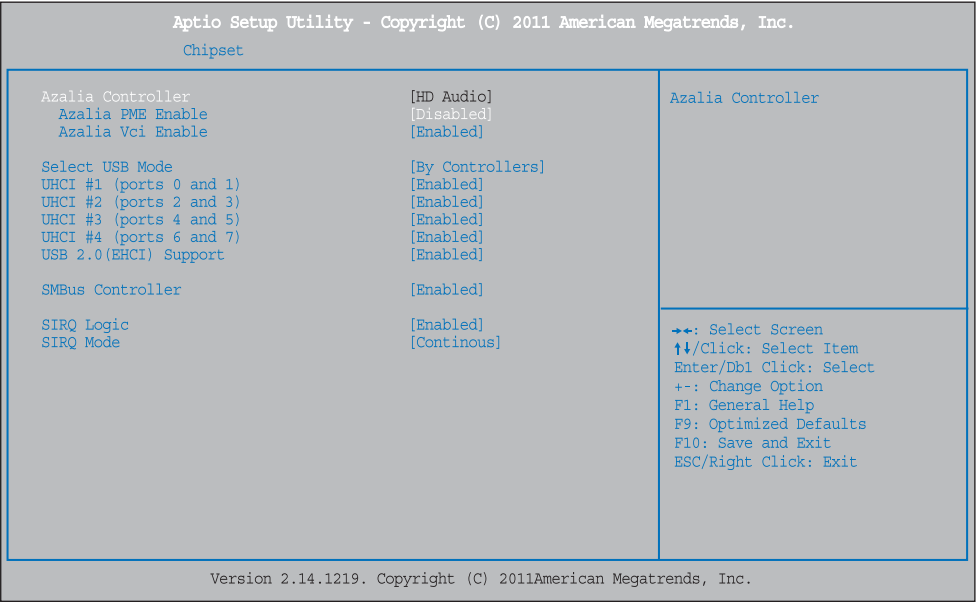 Aptio Setup Utility - Copyright (C) 2011 American Megatrends, Inc.
Chipset
Azalia Controller [HD Audio]
Azalia PME Enable [Disabled]
Azalia Vci Enable [Enabled]
Select USB Mode [By Controllers]
UHCI #1 (ports 0 and 1) [Enabled]
UHCI #2 (ports 2 and 3) [Enabled]
UHCI #3 (ports 4 and 5) [Enabled]
UHCI #4 (ports 6 and 7) [Enabled]
USB 2.0(EHCI) Support [Enabled]
SMBus Controller [Enabled]
SIRQ Logic [Enabled]
SIRQ Mode [Continous]
Azalia Controller
→←: Select Screen
↑↓/Click: Select Item
Enter/Db1 Click: Select
+-: Change Option
F1: General Help
F9: Optimized Defaults
F10: Save and Exit
ESC/Right Click: Exit
Version 2.14.1219. Copyright (C) 2011American Megatrends, Inc.